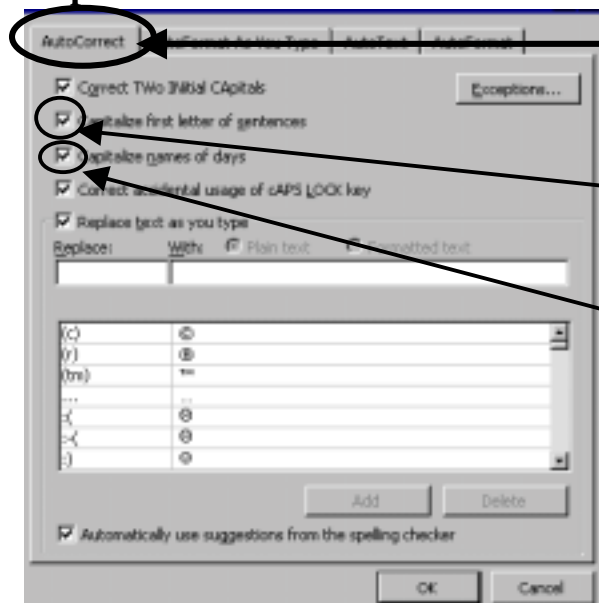 AutoCorrect AutoFormat As You Type AutoText AutoFormat
Correct TWo INitial CApitals Exceptions...
Capitalize first letter of sentences
Capitalize names of days
Correct accidental usage of cAPS LOCK key
Replace text as you type
Replace: With: Plain text Formatted text
(c) ©
(r) ®
(tm) ™
... …
:( ☹
:-( ☹
:) ☺
Add Delete
Automatically use suggestions from the spelling checker
OK Cancel